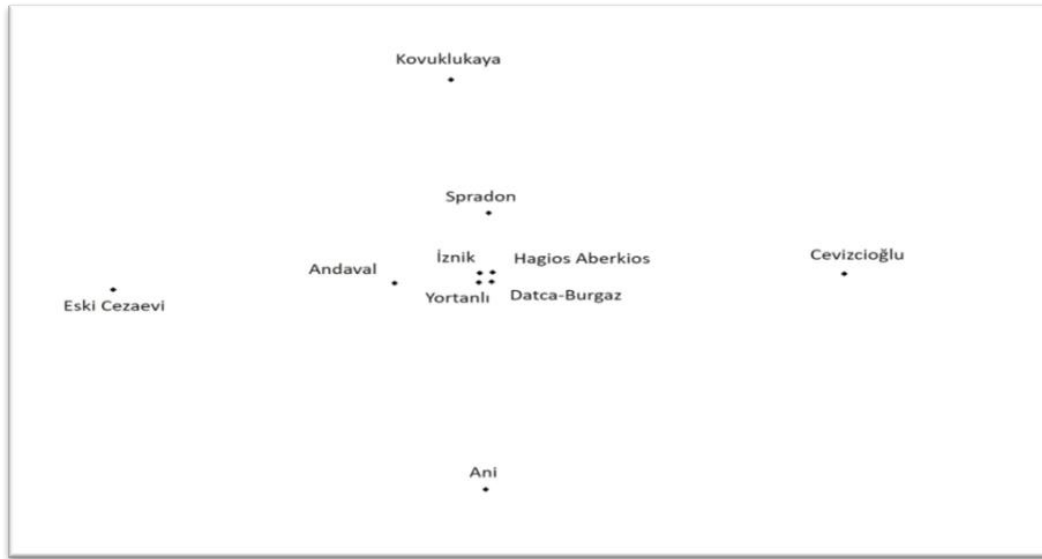 Kovuklukaya
Spradon
İznik
Hagios Aberkios
Cevizcioğlu
Andaval
Yortanlı
Datca-Burgaz
Eski Cezaevi
Ani